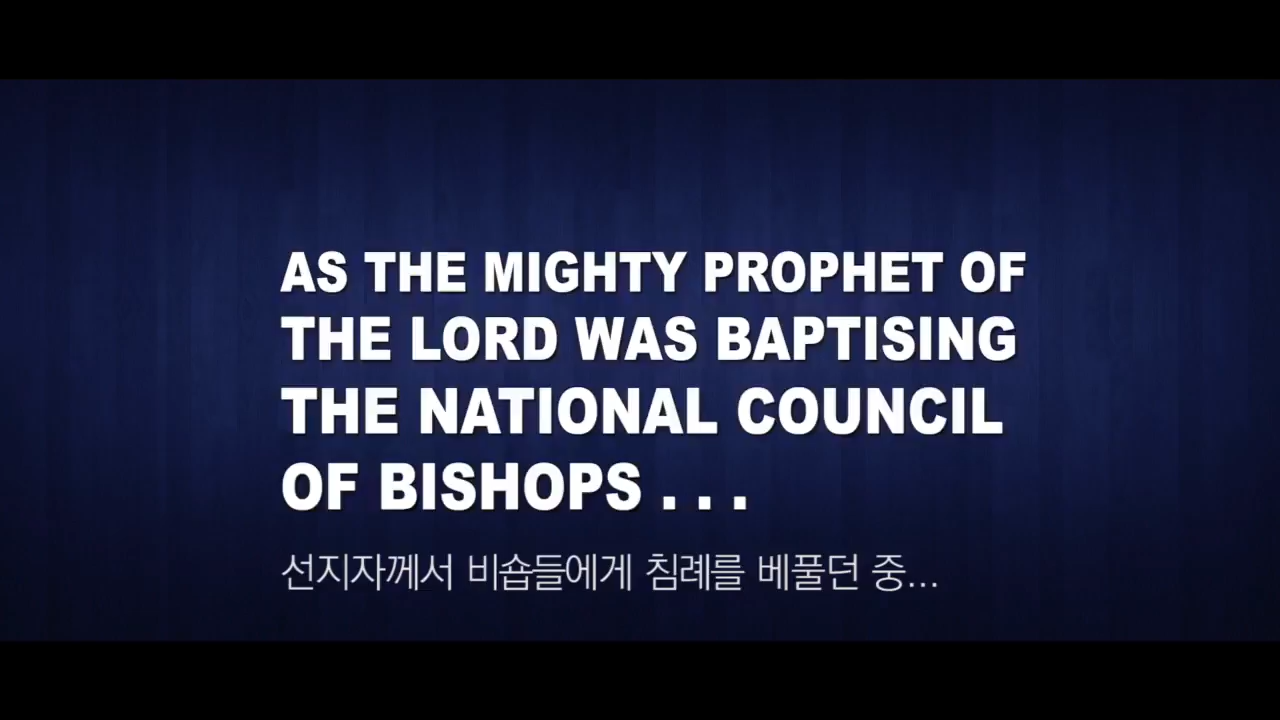 AS THE MIGHTY PROPHET OF
THE LORD WAS BAPTISING
THE NATIONAL COUNCIL
OF BISHOPS . . .
선지자께서 비숍들에게 침례를 베풀던 중...